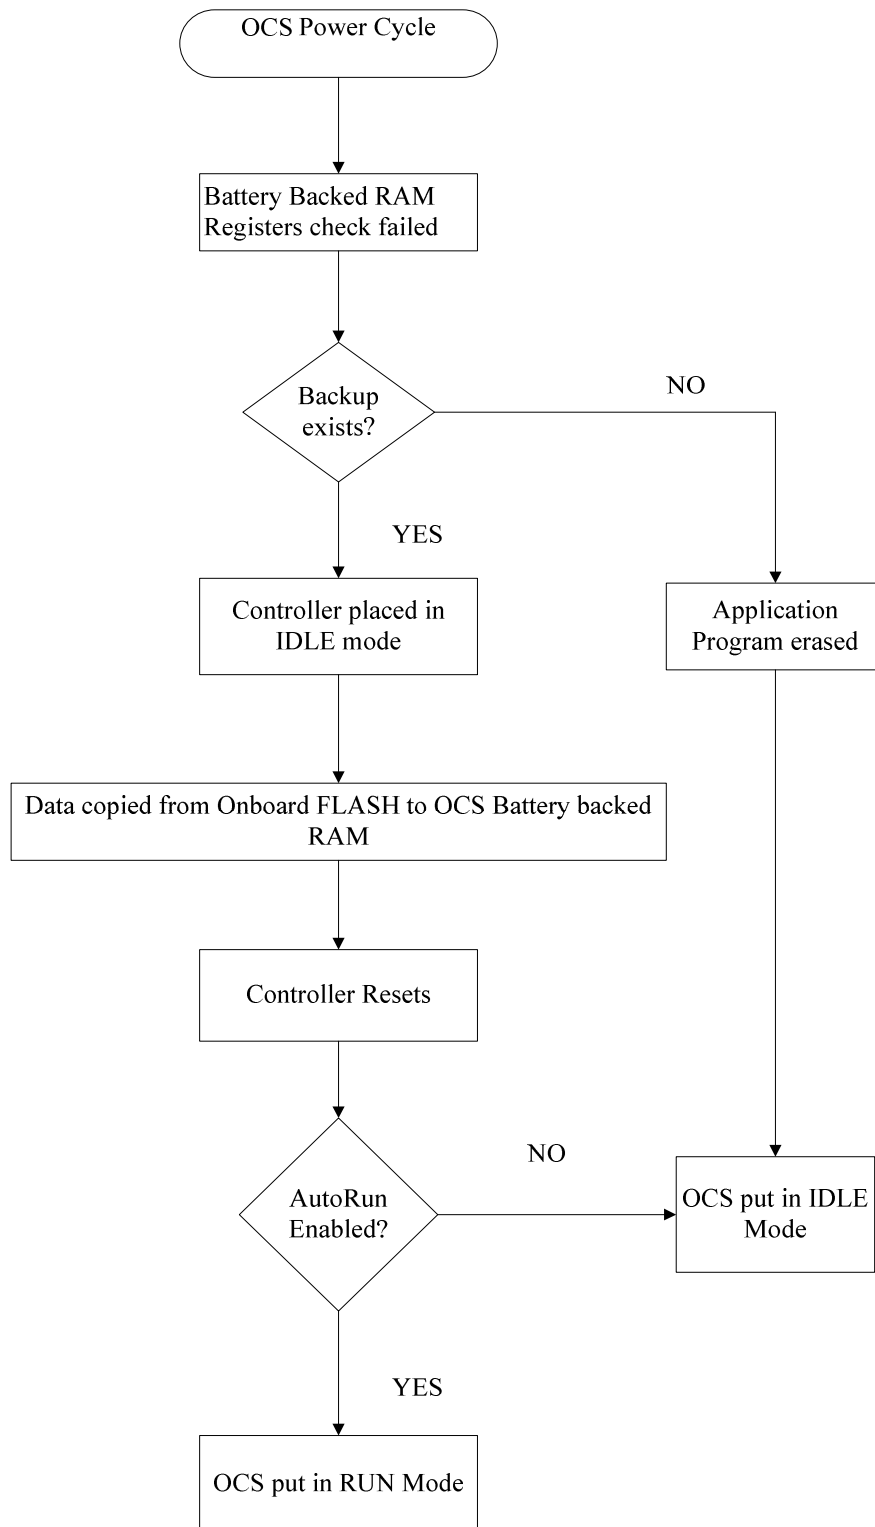 OCS Power Cycle
Battery Backed RAM
Registers check failed
Backup
exists?
NO
YES
Controller placed in
IDLE mode
Application
Program erased
Data copied from Onboard FLASH to OCS Battery backed
RAM
Controller Resets
AutoRun
Enabled?
NO
OCS put in IDLE
Mode
YES
OCS put in RUN Mode